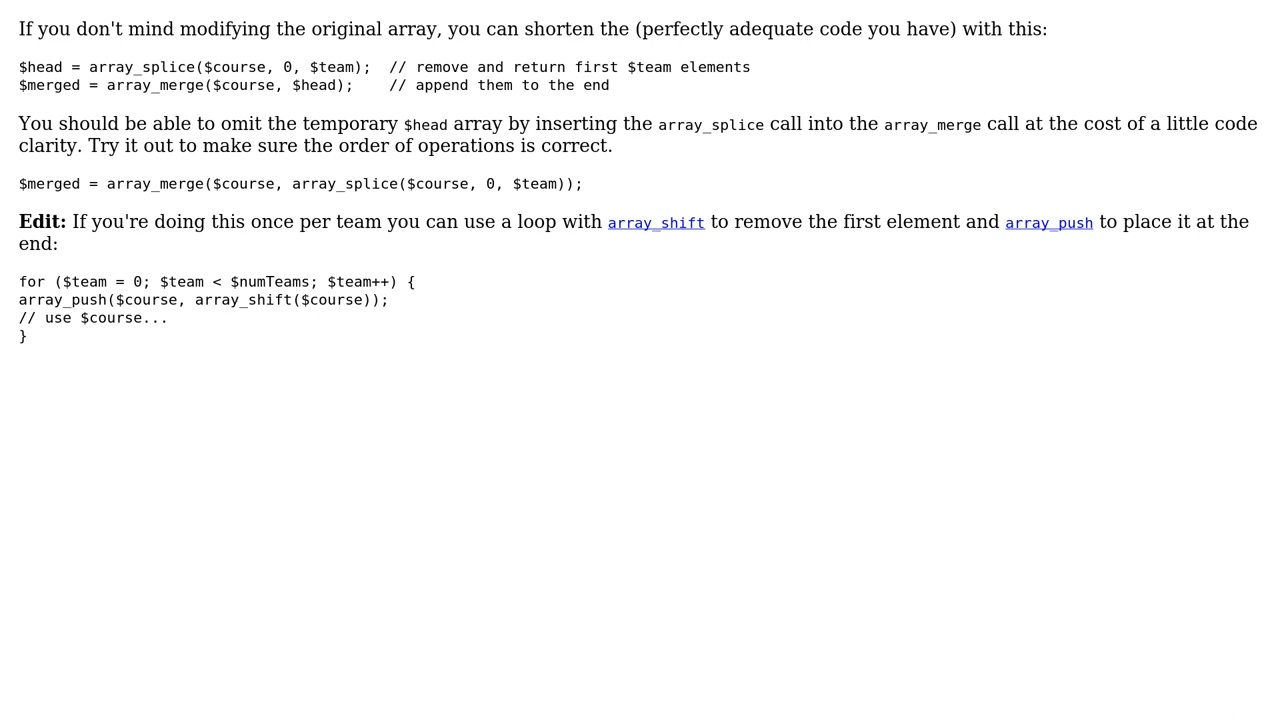 If you don't mind modifying the original array, you can shorten the (perfectly adequate code you have) with this:
$head = array_splice($course, 0, $team);  // remove and return first $team elements
$merged = array_merge($course, $head);    // append them to the end
You should be able to omit the temporary $head array by inserting the array_splice call into the array_merge call at the cost of a little code
clarity. Try it out to make sure the order of operations is correct.
$merged = array_merge($course, array_splice($course, 0, $team));
Edit: If you're doing this once per team you can use a loop with array_shift to remove the first element and array_push to place it at the
end:
for ($team = 0; $team < $numTeams; $team++) {
array_push($course, array_shift($course));
// use $course...
}